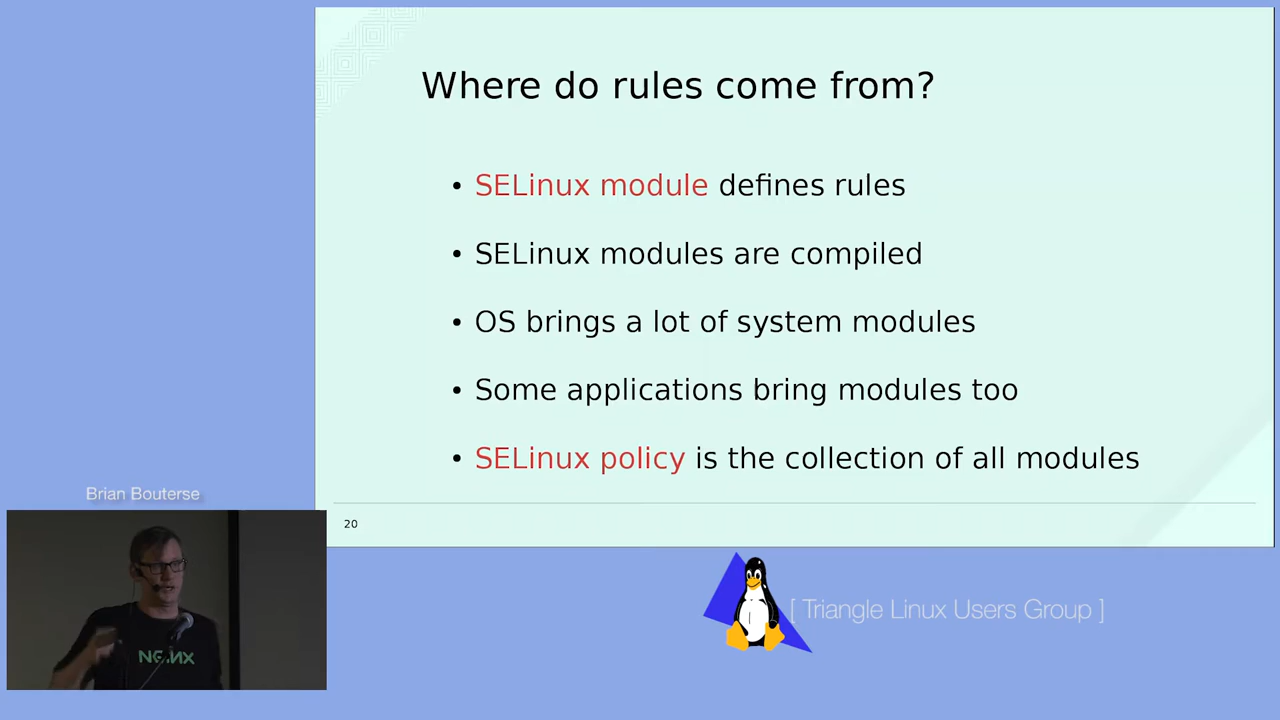 Where do rules come from?
• SELinux module defines rules
• SELinux modules are compiled
• OS brings a lot of system modules
• Some applications bring modules too
• SELinux policy is the collection of all modules
20
Brian Bouterse
NGINX
[ Triangle Linux Users Group ]